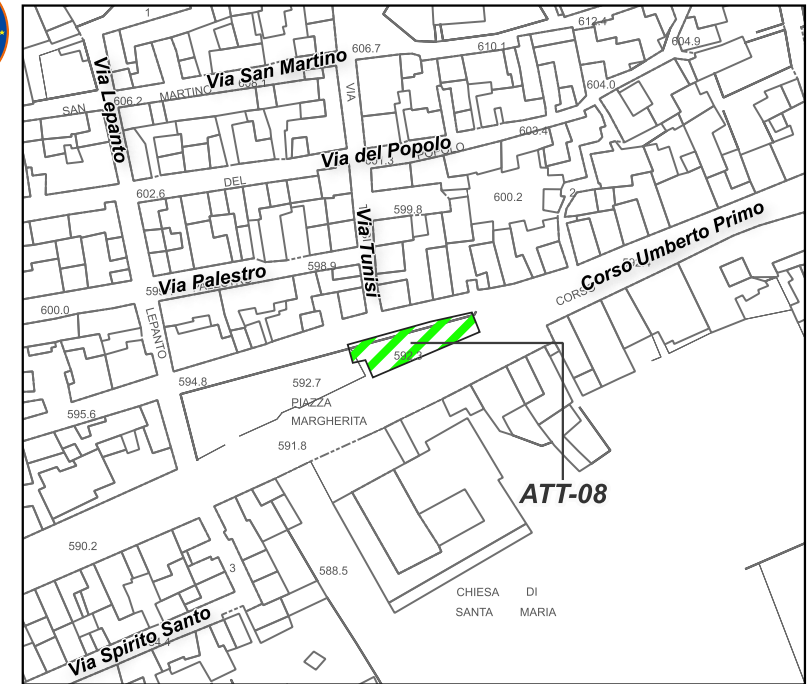 1
612.4
604.9
606.7
610.1
Via San Martino
Via Lepanto
604.0
VIA
SAN
606.2
MARTINO
603.4
Via del Popolo
POPOLO
602.6
DEL
600.2
2
599.8
Via Tunisi
Corso Umberto Primo
598.9
Via Palestro
CORSO
600.0
LEPANTO
592.3
594.8
592.7
PIAZZA
MARGHERITA
595.6
591.8
ATT-08
590.2
3
588.5
CHIESA DI
SANTA MARIA
Via Spirito Santo